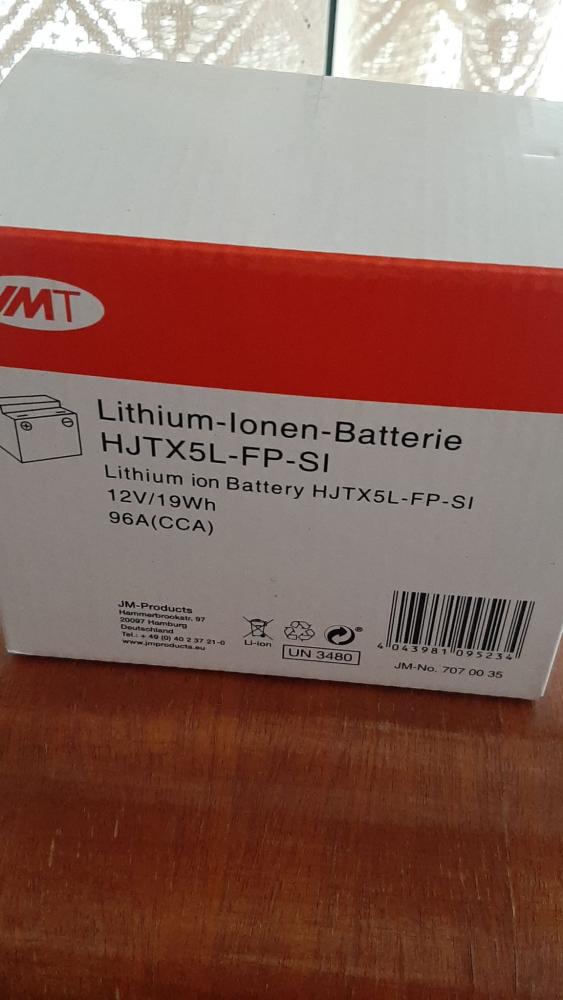 JMT
Lithium-Ionen-Batterie
HJTX5L-FP-SI
Lithium ion Battery HJTX5L-FP-SI
12V/19Wh
96A(CCA)
JM-Products
Hammerbrookstr. 97
20097 Hamburg
Deutschland
Tel.: + 49 (0) 40 2 37 21-0
www.jmproducts.eu
Li-ion
®
UN 3480
4 043981 095234
JM-No. 707 00 35